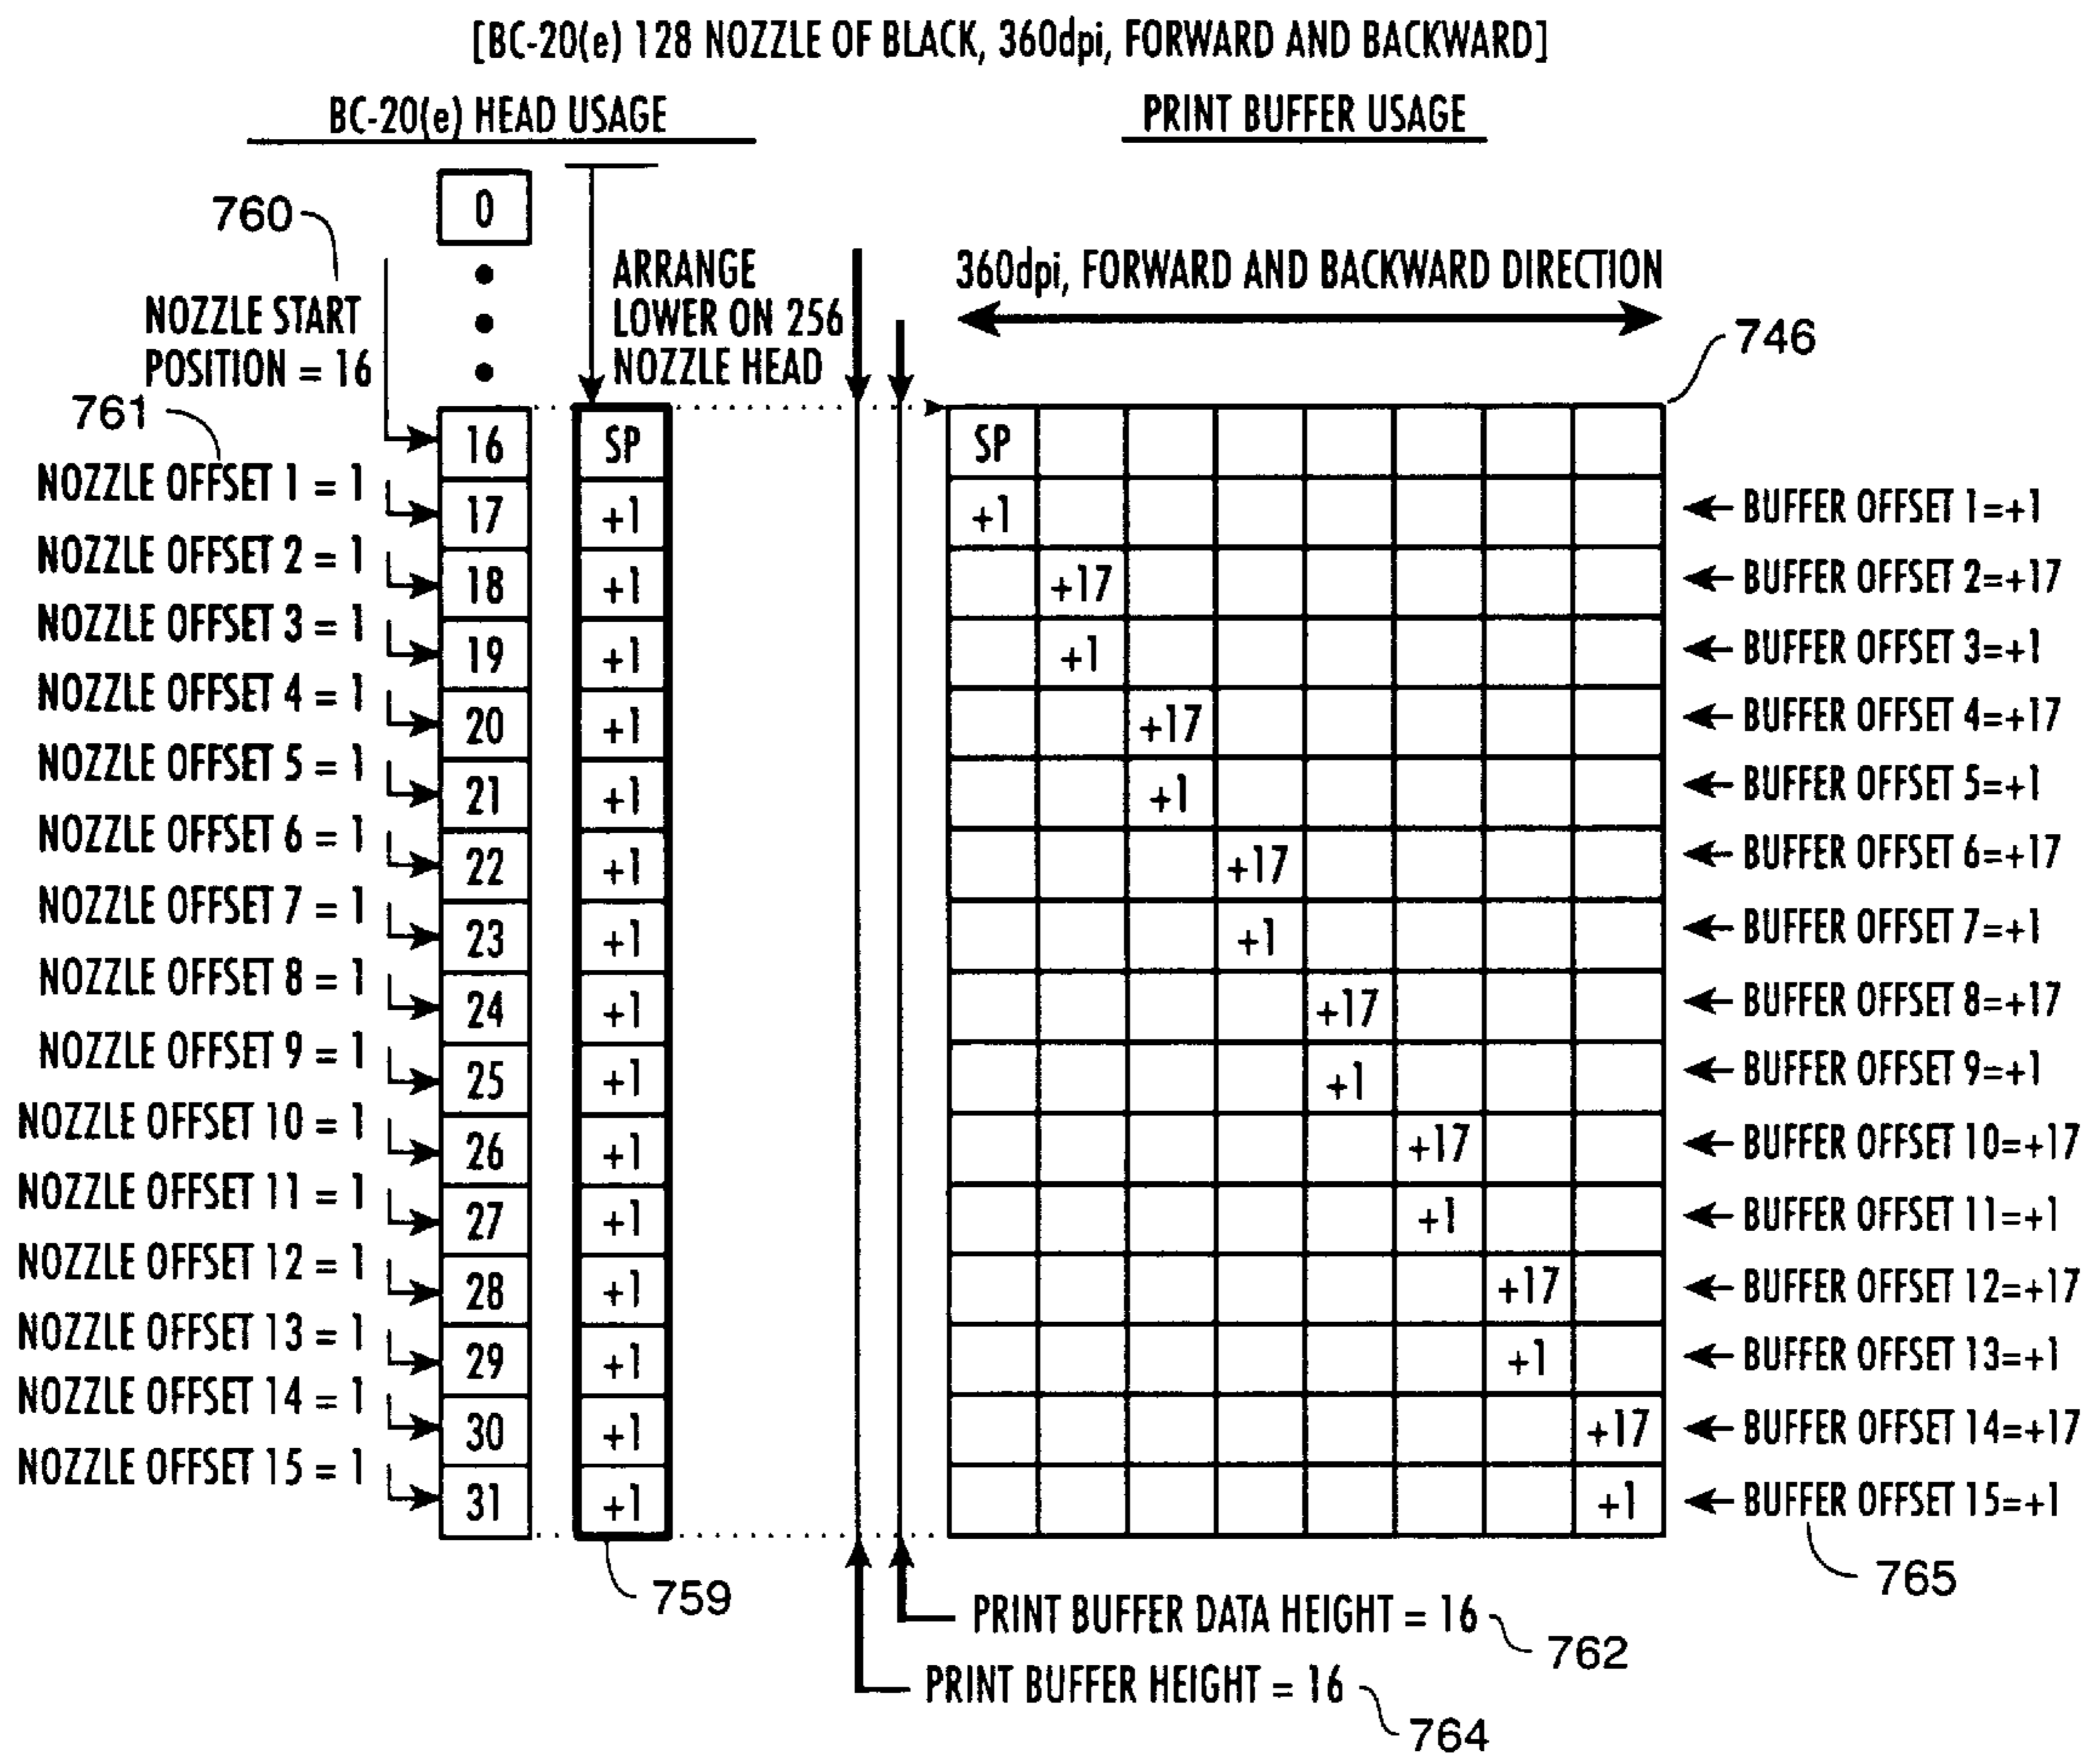 [BC-20(e) 128 NOZZLE OF BLACK, 360dpi, FORWARD AND BACKWARD]
BC-20(e) HEAD USAGE
PRINT BUFFER USAGE
0
760
NOZZLE START
POSITION = 16
ARRANGE
LOWER ON 256
NOZZLE HEAD
360dpi, FORWARD AND BACKWARD DIRECTION
746
761
16 SP SP
NOZZLE OFFSET 1 = 1 17 +1 +1 BUFFER OFFSET 1=+1
NOZZLE OFFSET 2 = 1 18 +1 +17 BUFFER OFFSET 2=+17
NOZZLE OFFSET 3 = 1 19 +1 +1 BUFFER OFFSET 3=+1
NOZZLE OFFSET 4 = 1 20 +1 +17 BUFFER OFFSET 4=+17
NOZZLE OFFSET 5 = 1 21 +1 +1 BUFFER OFFSET 5=+1
NOZZLE OFFSET 6 = 1 22 +1 +17 BUFFER OFFSET 6=+17
NOZZLE OFFSET 7 = 1 23 +1 +1 BUFFER OFFSET 7=+1
NOZZLE OFFSET 8 = 1 24 +1 +17 BUFFER OFFSET 8=+17
NOZZLE OFFSET 9 = 1 25 +1 +1 BUFFER OFFSET 9=+1
NOZZLE OFFSET 10 = 1 26 +1 +17 BUFFER OFFSET 10=+17
NOZZLE OFFSET 11 = 1 27 +1 +1 BUFFER OFFSET 11=+1
NOZZLE OFFSET 12 = 1 28 +1 +17 BUFFER OFFSET 12=+17
NOZZLE OFFSET 13 = 1 29 +1 +1 BUFFER OFFSET 13=+1
NOZZLE OFFSET 14 = 1 30 +1 +17 BUFFER OFFSET 14=+17
NOZZLE OFFSET 15 = 1 31 +1 +1 BUFFER OFFSET 15=+1
759
765
PRINT BUFFER DATA HEIGHT = 16
762
PRINT BUFFER HEIGHT = 16
764